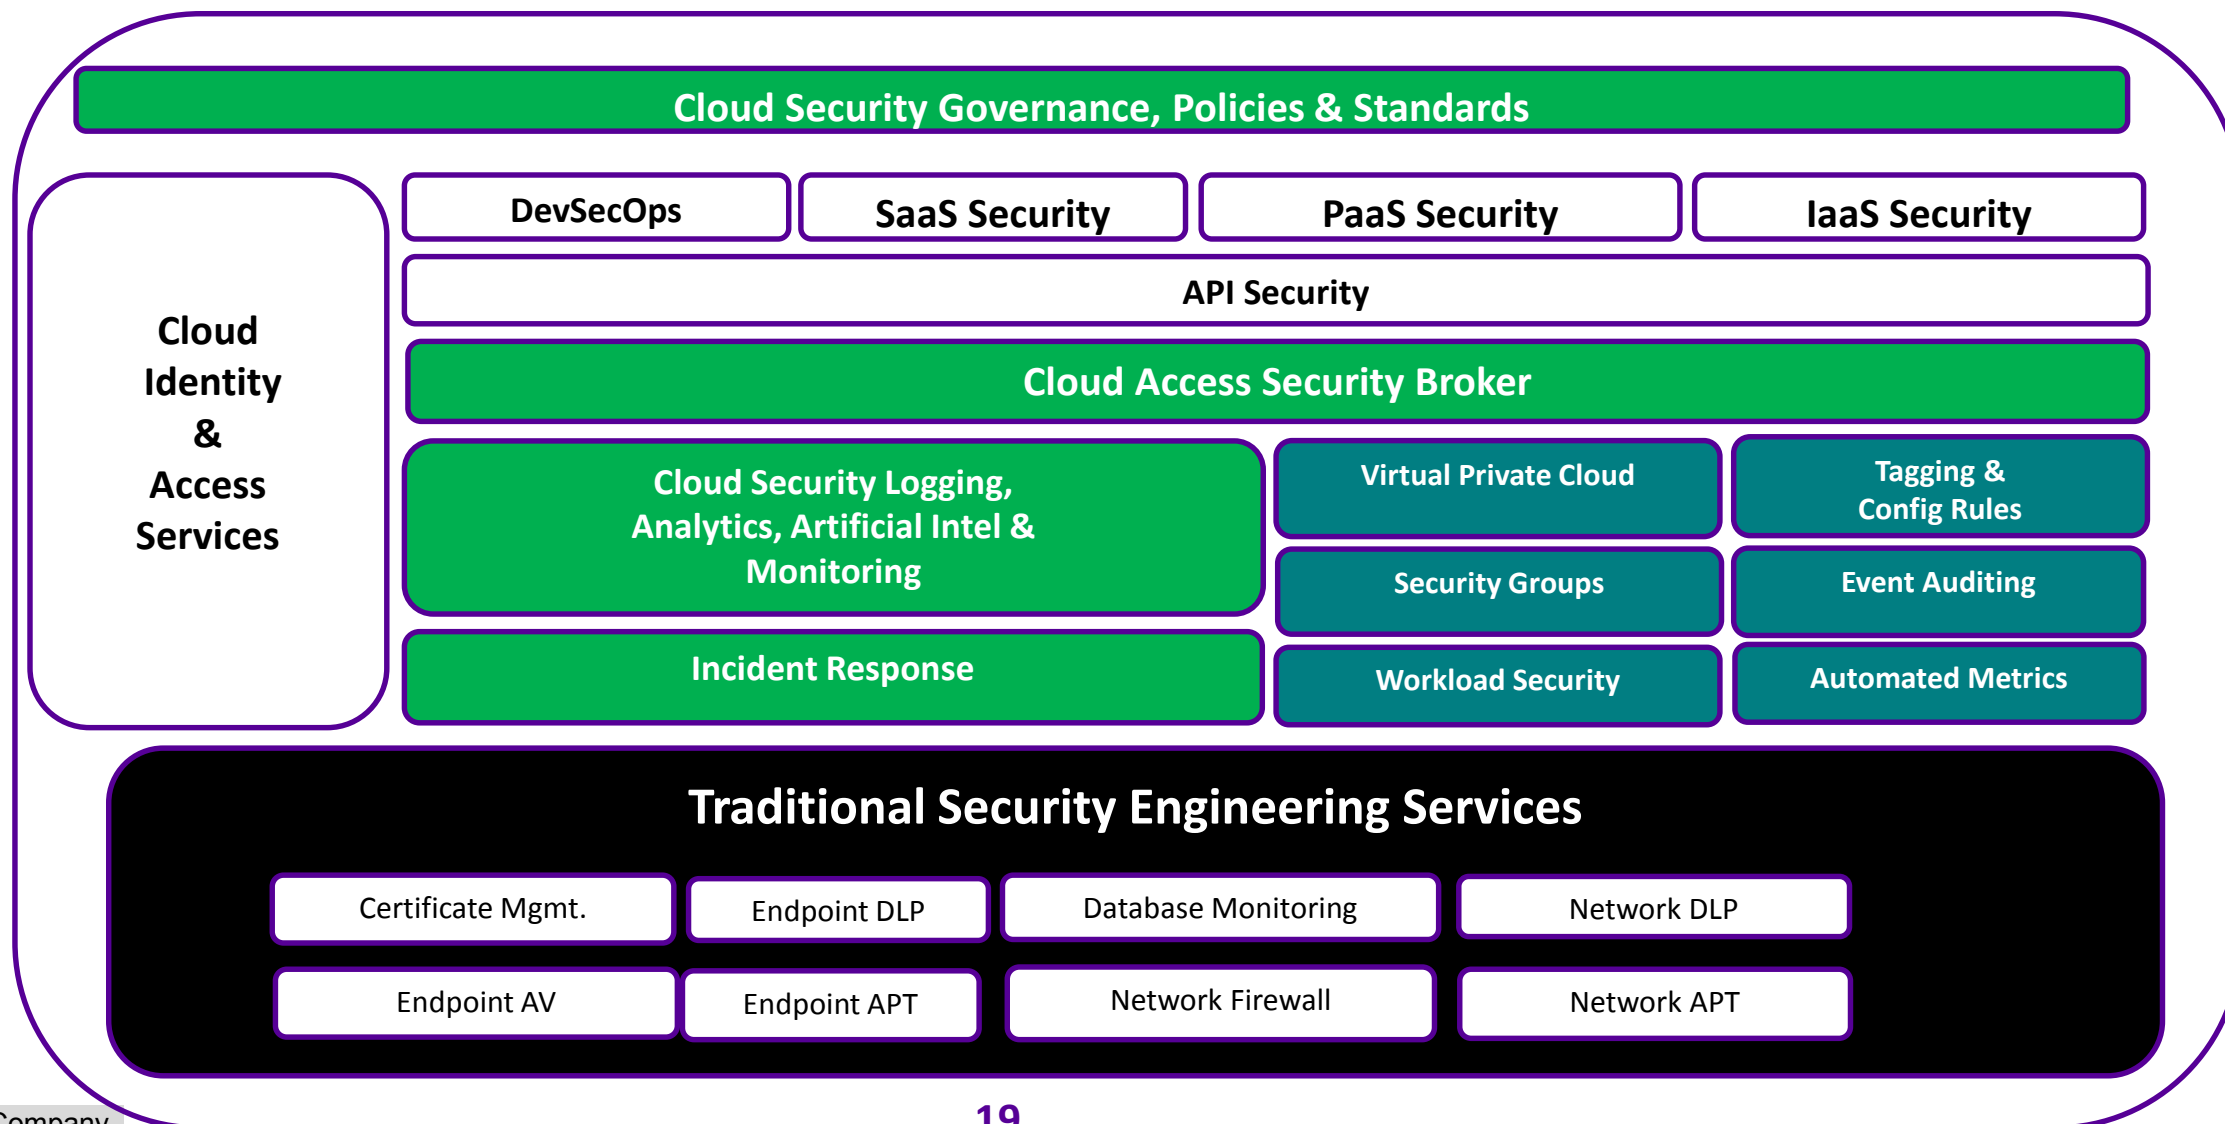 Cloud Security Governance, Policies & Standards
Cloud
Identity
&
Access
Services
DevSecOps
SaaS Security
PaaS Security
IaaS Security
API Security
Cloud Access Security Broker
Cloud Security Logging,
Analytics, Artificial Intel &
Monitoring
Incident Response
Virtual Private Cloud
Tagging &
Config Rules
Security Groups
Event Auditing
Workload Security
Automated Metrics
Traditional Security Engineering Services
Certificate Mgmt.
Endpoint DLP
Database Monitoring
Network DLP
Endpoint AV
Endpoint APT
Network Firewall
Network APT
Company
19